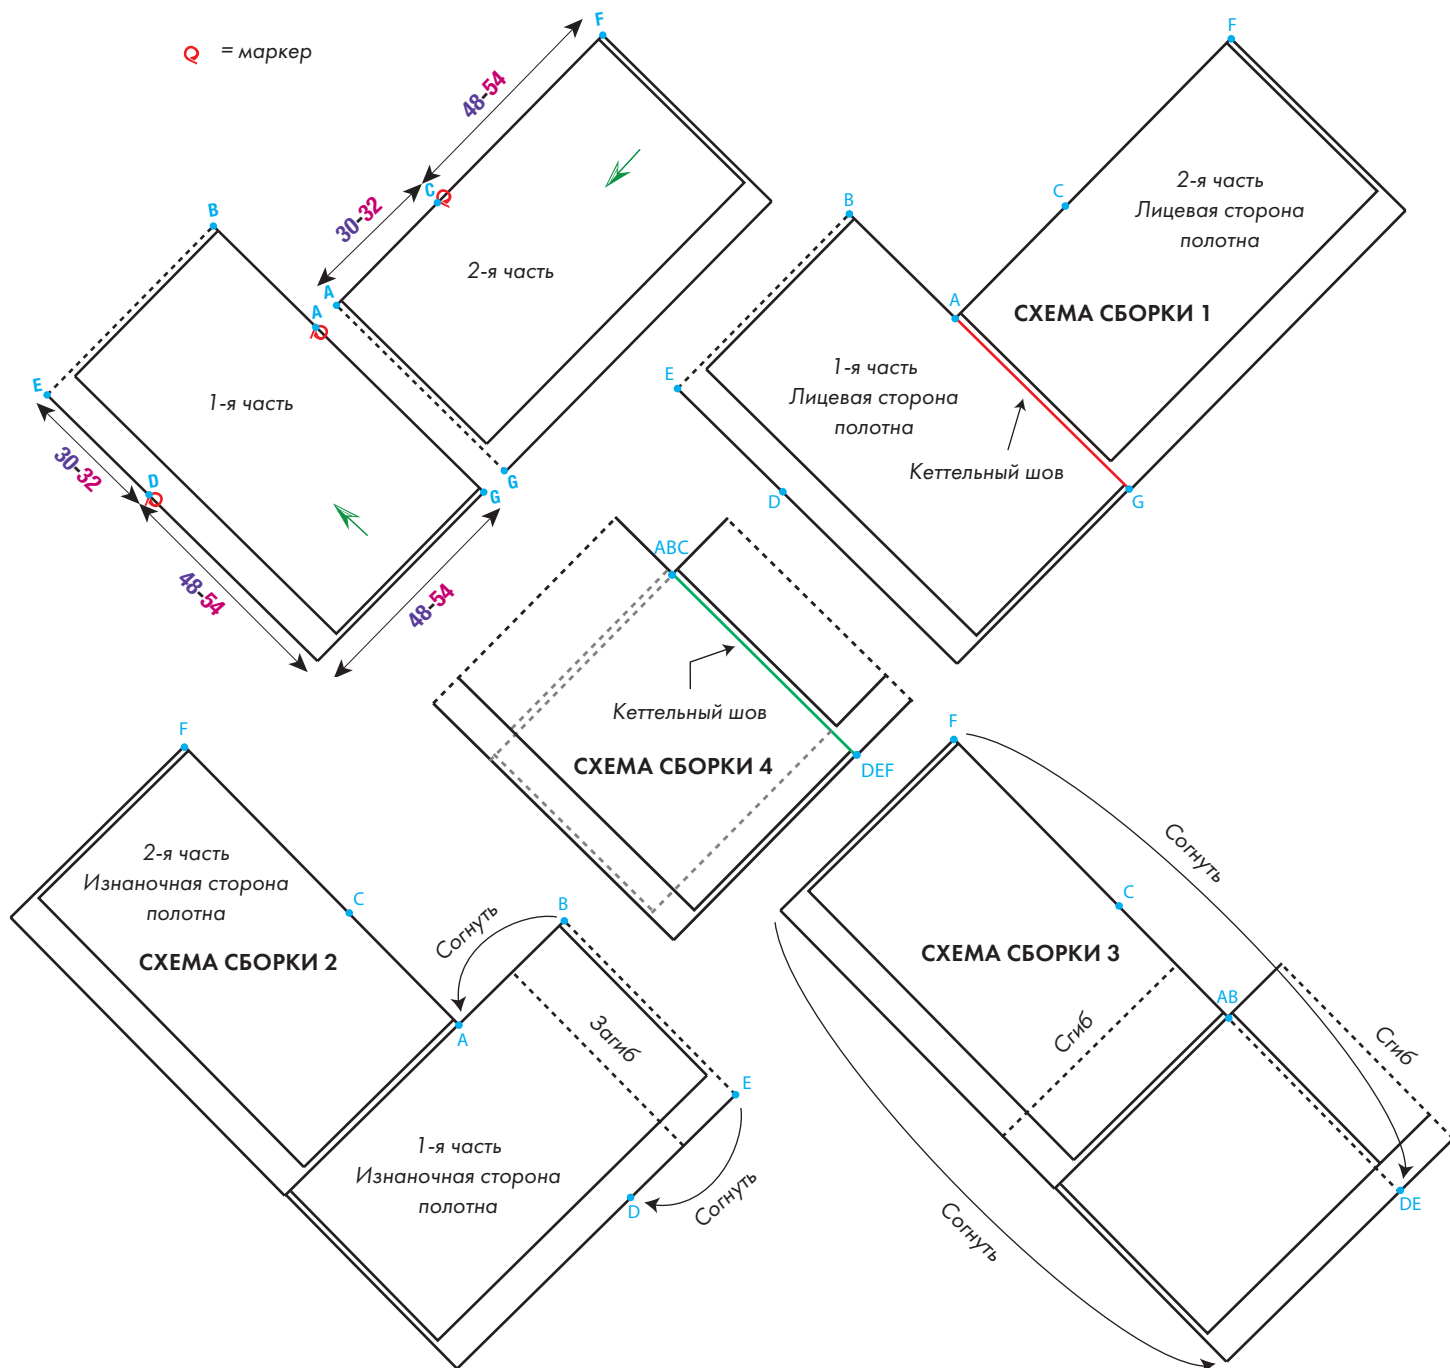 = маркер
F
48-54
C
30-32
A
2-я часть
G
B
A
E
1-я часть
30-32
D
48-54
G
48-54
F
C
2-я часть
Лицевая сторона
полотна
СХЕМА СБОРКИ 1
B
A
E
1-я часть
Лицевая сторона
полотна
Кеттельный шов
D
G
ABC
Кеттельный шов
СХЕМА СБОРКИ 4
DEF
F
2-я часть
Изнаночная сторона
полотна
C
СХЕМА СБОРКИ 2
Согнуть
B
A
Загиб
E
1-я часть
Изнаночная сторона
полотна
D
Согнуть
F
Согнуть
C
СХЕМА СБОРКИ 3
AB
Сгиб
Сгиб
DE
Согнуть